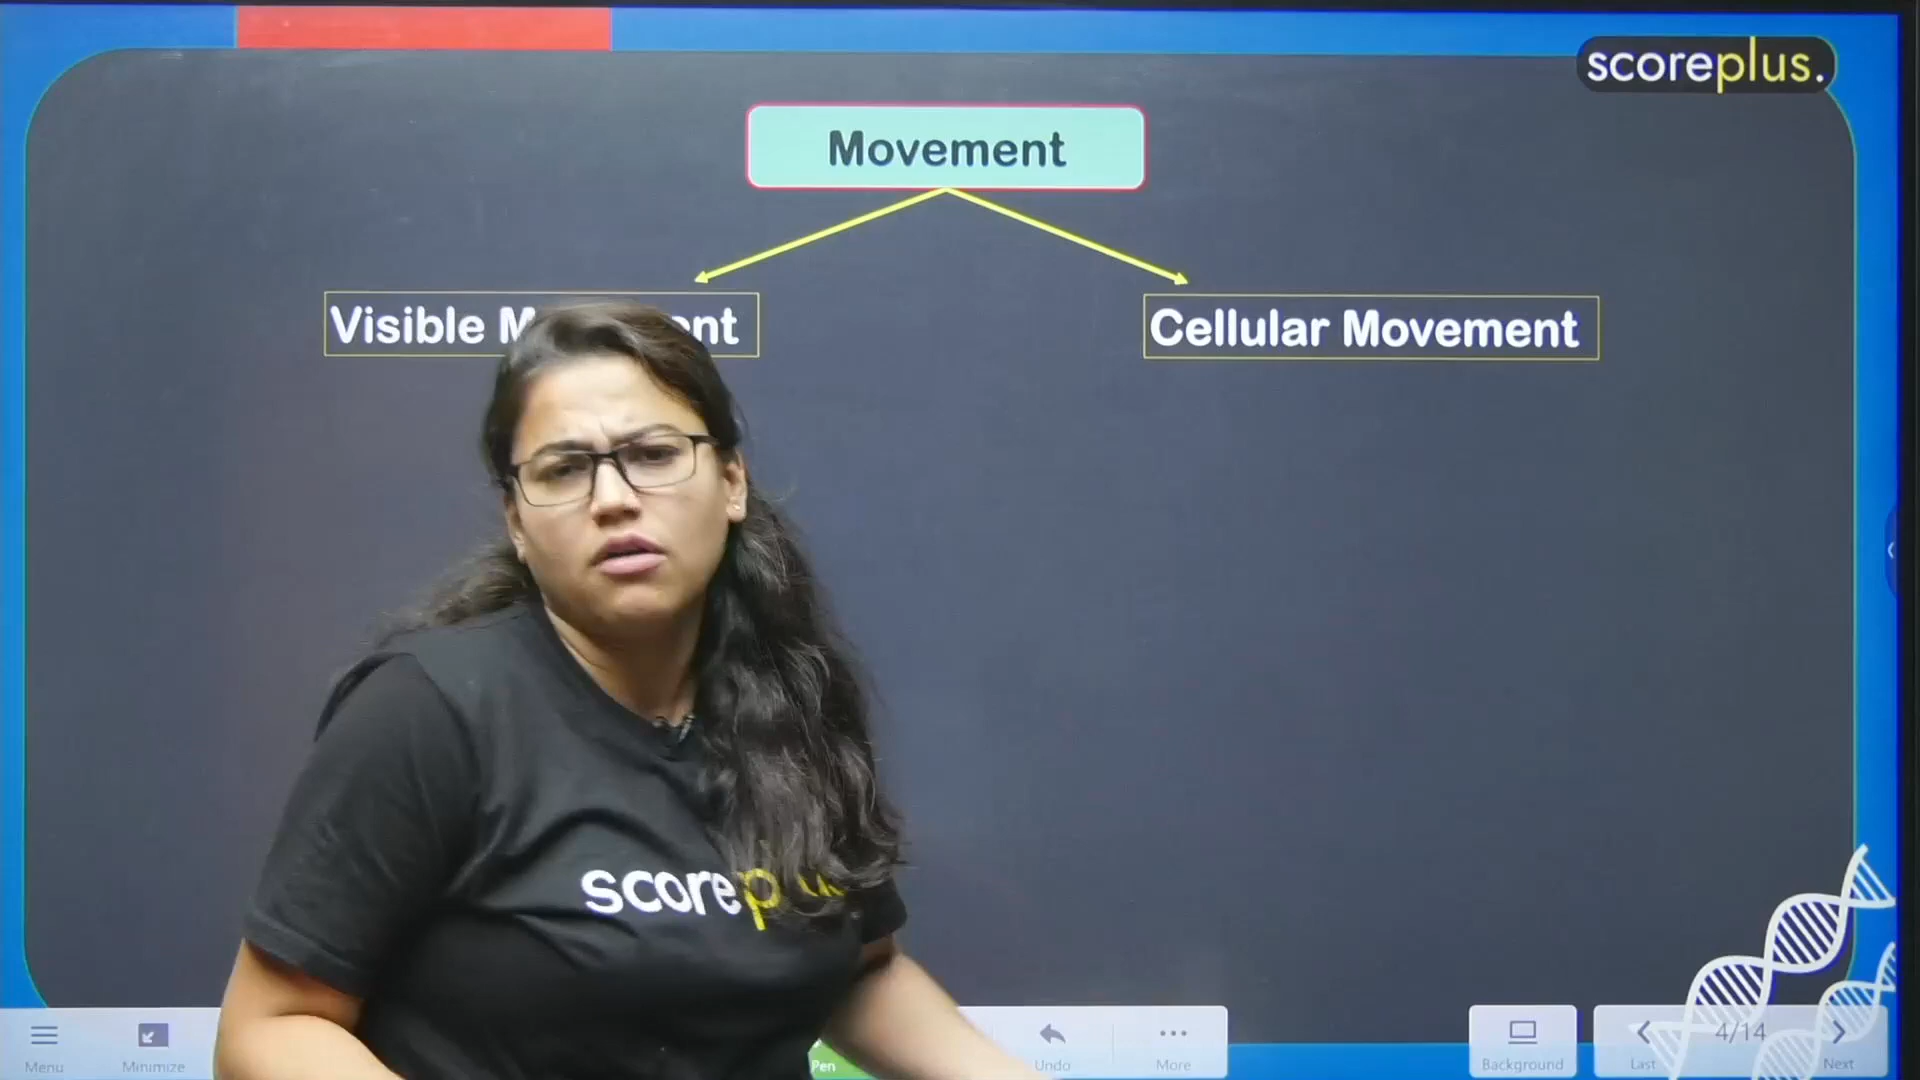 scoreplus.
Movement
Visible M nt
Cellular Movement
score
Menu
Minimize
Pen
Undo
More
Background
4/14
Last
Next